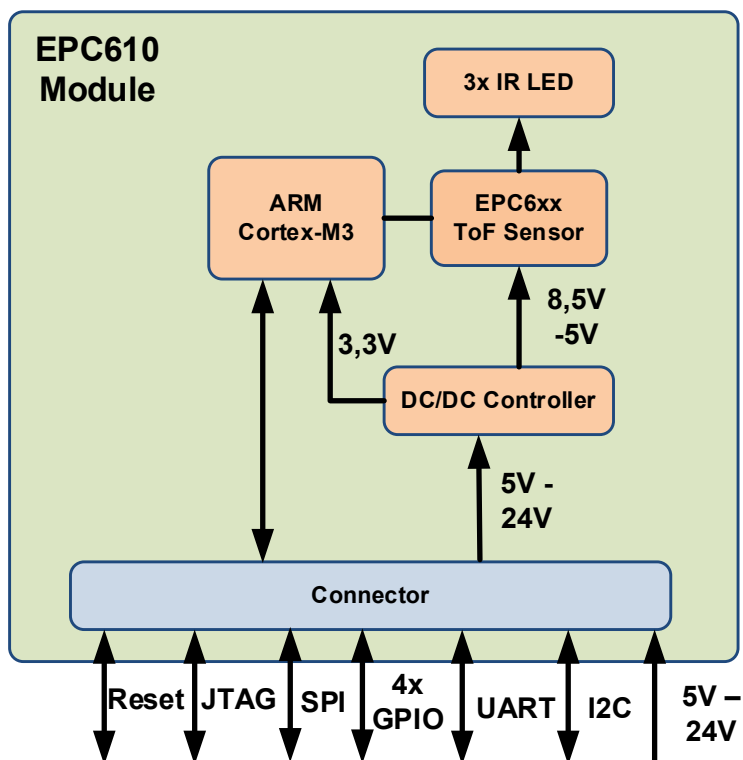 EPC610
Module
3x IR LED
ARM
Cortex-M3
EPC6xx
ToF Sensor
8,5V
-5V
3,3V
DC/DC Controller
5V -
24V
Connector
Reset
JTAG
SPI
4x
GPIO
UART
I2C
5V –
24V